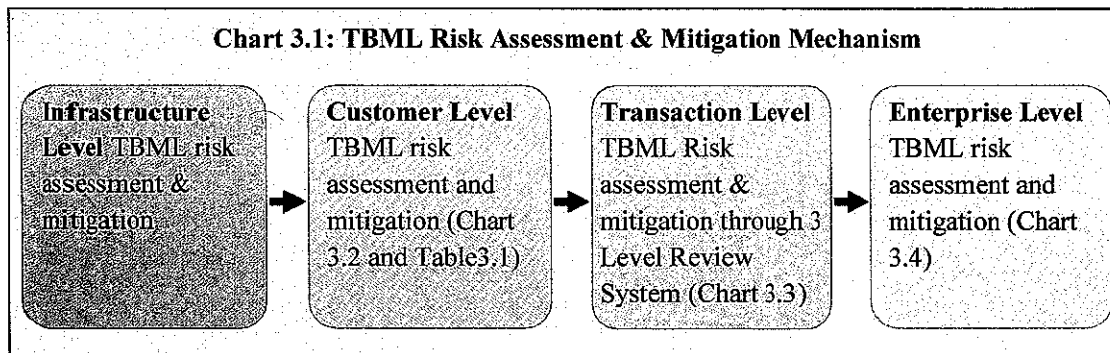 Chart 3.1: TBML Risk Assessment & Mitigation Mechanism
Infrastructure
Level TBML risk
assessment &
mitigation
Customer Level
TBML risk
assessment and
mitigation (Chart
3.2 and Table3.1)
Transaction Level
TBML Risk
assessment &
mitigation through 3
Level Review
System (Chart 3.3)
Enterprise Level
TBML risk
assessment and
mitigation (Chart
3.4)